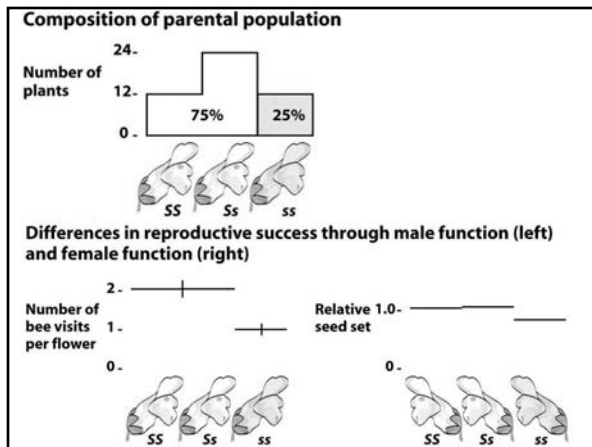 Composition of parental population
24
Number of
plants
12
75%
25%
0
SS Ss ss
Differences in reproductive success through male function (left)
and female function (right)
2
Number of
bee visits
per flower
1
0
SS Ss ss
Relative 1.0
seed set
0
SS Ss ss